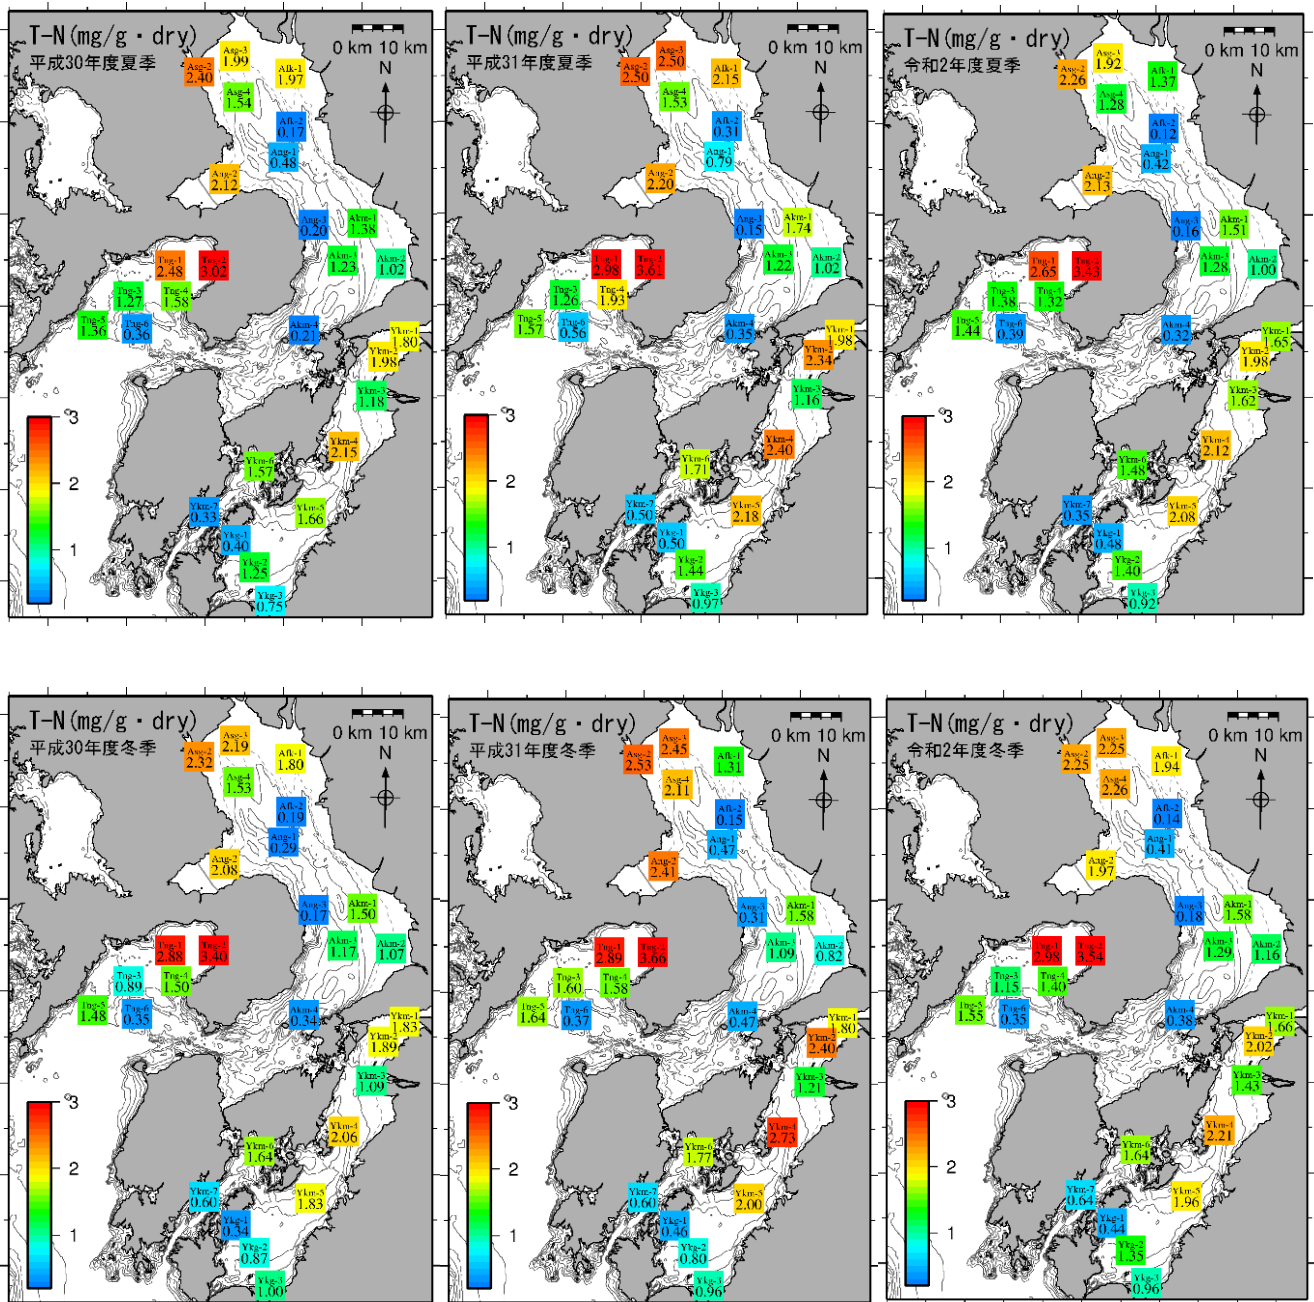 T-N(mg/g・dry)
平成30年度夏季
0 km 10 km
N
Asg-3
1.99
Asg-2
2.40
Afk-1
1.97
Asg-4
1.54
Afk-2
0.17
Ang-1
0.48
Ang-2
2.12
Ang-3
0.20
Akm-1
1.38
Akm-3
1.23
Akm-2
1.02
Tng-1
2.48
Tng-2
3.02
Tng-3
1.27
Tng-4
1.58
Tng-5
1.36
Tng-6
0.36
Akm-4
0.21
Ykm-1
1.80
Ykm-2
1.98
Ykm-3
1.18
Ykm-4
2.15
Ykm-6
1.57
Ykm-7
0.33
Ykm-5
1.66
Ykg-1
0.40
Ykg-2
1.25
Ykg-3
0.75
3
2
1
T-N(mg/g・dry)
平成31年度夏季
0 km 10 km
N
Asg-3
2.50
Asg-2
2.50
Afk-1
2.15
Asg-4
1.53
Afk-2
0.31
Ang-1
0.79
Ang-2
2.20
Ang-3
0.15
Akm-1
1.74
Akm-3
1.22
Akm-2
1.02
Tng-1
2.98
Tng-2
3.61
Tng-3
1.26
Tng-4
1.93
Tng-5
1.57
Tng-6
0.56
Akm-4
0.35
Ykm-1
1.98
Ykm-2
2.34
Ykm-3
1.16
Ykm-4
2.40
Ykm-6
1.71
Ykm-7
0.50
Ykm-5
2.18
Ykg-1
0.50
Ykg-2
1.44
Ykg-3
0.97
3
2
1
T-N(mg/g・dry)
令和2年度夏季
0 km 10 km
N
Asg-3
1.92
Asg-2
2.26
Afk-1
1.37
Asg-4
1.28
Afk-2
0.12
Ang-1
0.42
Ang-2
2.13
Ang-3
0.16
Akm-1
1.51
Akm-3
1.28
Akm-2
1.00
Tng-1
2.65
Tng-2
3.43
Tng-3
1.38
Tng-4
1.32
Tng-5
1.44
Tng-6
0.39
Akm-4
0.32
Ykm-1
1.65
Ykm-2
1.98
Ykm-3
1.62
Ykm-4
2.12
Ykm-6
1.48
Ykm-7
0.35
Ykm-5
2.08
Ykg-1
0.48
Ykg-2
1.40
Ykg-3
0.92
3
2
1
T-N(mg/g・dry)
平成30年度冬季
0 km 10 km
N
Asg-3
2.19
Asg-2
2.32
Afk-1
1.80
Asg-4
1.53
Afk-2
0.19
Ang-1
0.29
Ang-2
2.08
Ang-3
0.17
Akm-1
1.50
Akm-3
1.17
Akm-2
1.07
Tng-1
2.88
Tng-2
3.40
Tng-3
0.89
Tng-4
1.50
Tng-5
1.48
Tng-6
0.35
Akm-4
0.34
Ykm-1
1.83
Ykm-2
1.89
Ykm-3
1.09
Ykm-4
2.06
Ykm-6
1.64
Ykm-7
0.60
Ykm-5
1.83
Ykg-1
0.34
Ykg-2
0.87
Ykg-3
1.00
3
2
1
T-N(mg/g・dry)
平成31年度冬季
0 km 10 km
N
Asg-3
2.45
Asg-2
2.53
Afk-1
1.31
Asg-4
2.11
Afk-2
0.15
Ang-1
0.47
Ang-2
2.41
Ang-3
0.31
Akm-1
1.58
Akm-3
1.09
Akm-2
0.82
Tng-1
2.89
Tng-2
3.66
Tng-3
1.60
Tng-4
1.58
Tng-5
1.64
Tng-6
0.37
Akm-4
0.47
Ykm-1
1.80
Ykm-2
2.40
Ykm-3
1.21
Ykm-4
2.73
Ykm-6
1.77
Ykm-7
0.60
Ykm-5
2.00
Ykg-1
0.46
Ykg-2
0.80
Ykg-3
0.96
3
2
1
T-N(mg/g・dry)
令和2年度冬季
0 km 10 km
N
Asg-3
2.25
Asg-2
2.25
Afk-1
1.94
Asg-4
2.26
Afk-2
0.14
Ang-1
0.41
Ang-2
1.97
Ang-3
0.18
Akm-1
1.58
Akm-3
1.29
Akm-2
1.16
Tng-1
2.98
Tng-2
3.54
Tng-3
1.15
Tng-4
1.40
Tng-5
1.55
Tng-6
0.35
Akm-4
0.38
Ykm-1
1.66
Ykm-2
2.02
Ykm-3
1.43
Ykm-4
2.21
Ykm-6
1.64
Ykm-7
0.64
Ykm-5
1.96
Ykg-1
0.44
Ykg-2
1.35
Ykg-3
0.96
3
2
1